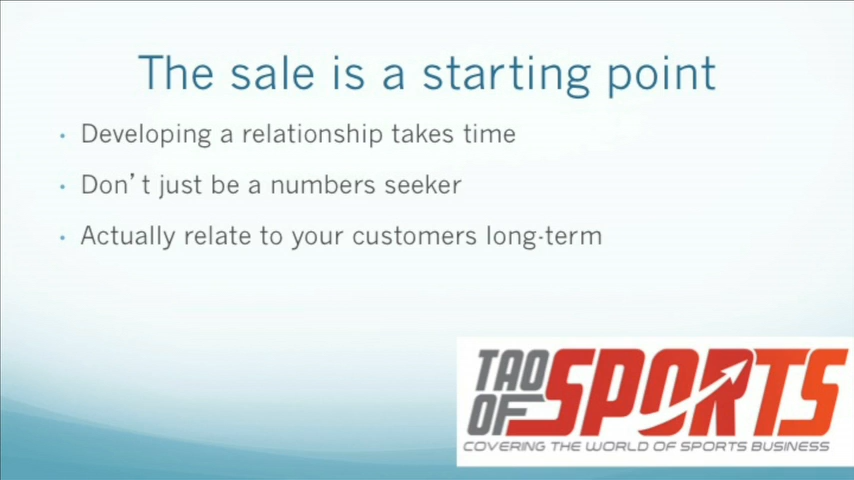 The sale is a starting point
• Developing a relationship takes time
• Don't just be a numbers seeker
• Actually relate to your customers long-term
TAO OF SPORTS
COVERING THE WORLD OF SPORTS BUSINESS